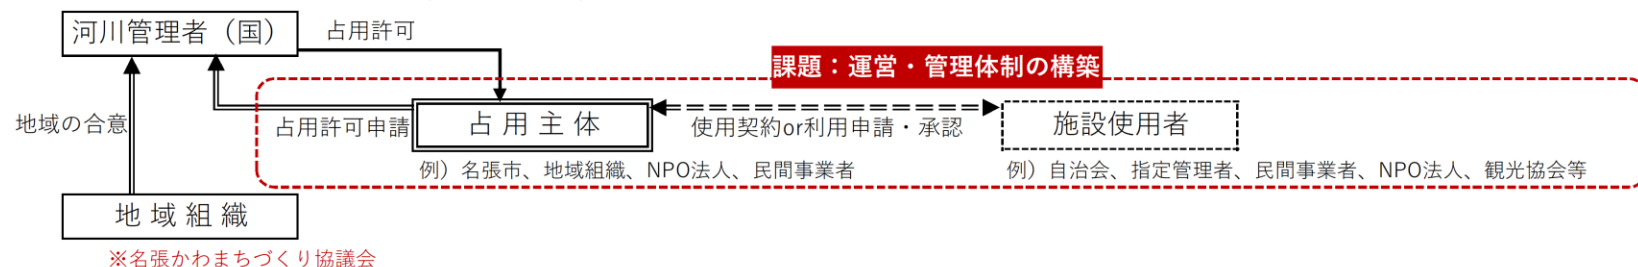 河川管理者（国）
占用許可
課題：運営・管理体制の構築
地域の合意
占用許可申請
占用主体
使用契約or利用申請・承認
施設使用者
例）名張市、地域組織、NPO法人、民間事業者
例）自治会、指定管理者、民間事業者、NPO法人、観光協会等
地域組織
※名張かわまちづくり協議会